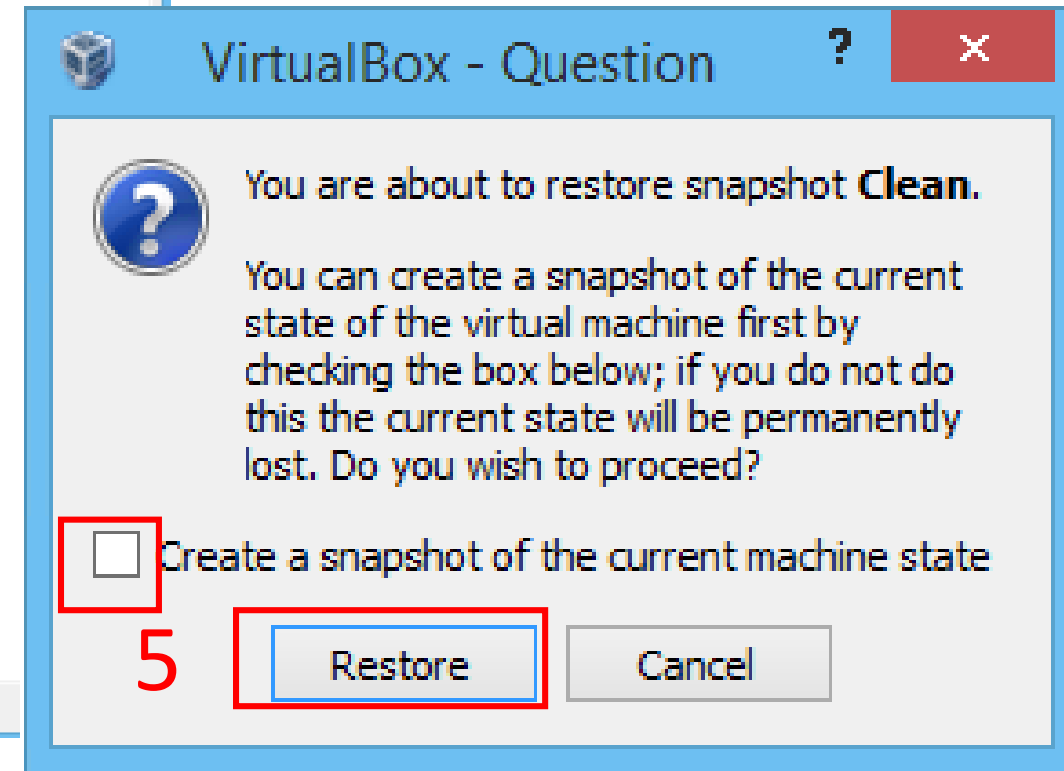 VirtualBox - Question ?
You are about to restore snapshot Clean.
You can create a snapshot of the current
state of the virtual machine first by
checking the box below; if you do not do
this the current state will be permanently
lost. Do you wish to proceed?
Create a snapshot of the current machine state
5 Restore Cancel